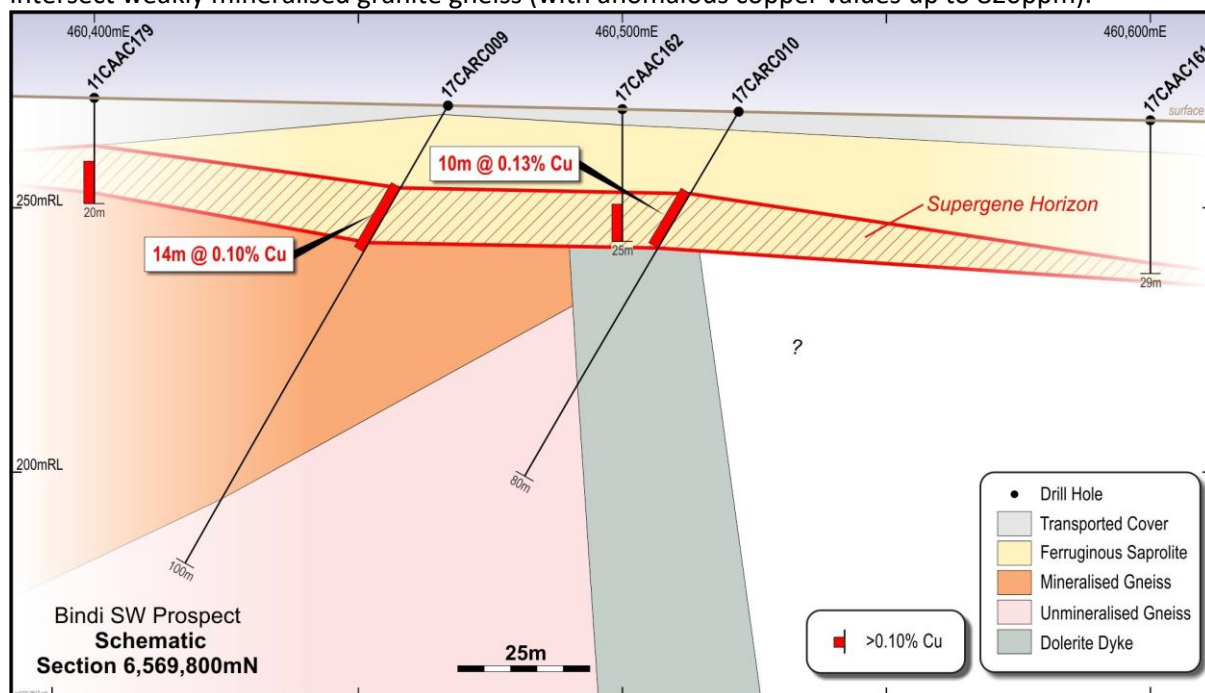 intersect weakly mineralised granite gneiss (with anomalous copper values up to 820ppm).
460,400mE
460,500mE
460,600mE
11CAAC179
17CARC009
17CAAC162
17CARC010
17CAAC161
surface
10m @ 0.13% Cu
250mRL
20m
Supergene Horizon
14m @ 0.10% Cu
25m
29m
?
200mRL
80m
100m
Drill Hole
Transported Cover
Ferruginous Saprolite
Mineralised Gneiss
Unmineralised Gneiss
Dolerite Dyke
Bindi SW Prospect
Schematic
Section 6,569,800mN
25m
>0.10% Cu